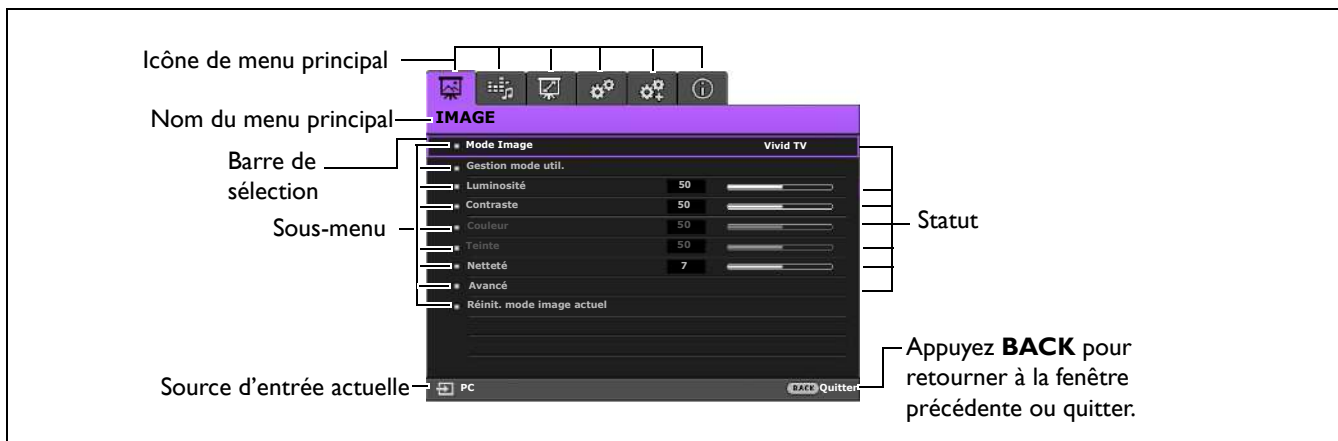 Icône de menu principal
Nom du menu principal
IMAGE
Barre de
sélection
Mode Image Vivid TV
Gestion mode util.
Luminosité 50
Contraste 50
Sous-menu
Couleur 50
Statut
Teinte 50
Netteté 7
Avancé
Réinit. mode image actuel
Source d'entrée actuelle
PC
BACK Quitter
Appuyez BACK pour
retourner à la fenêtre
précédente ou quitter.